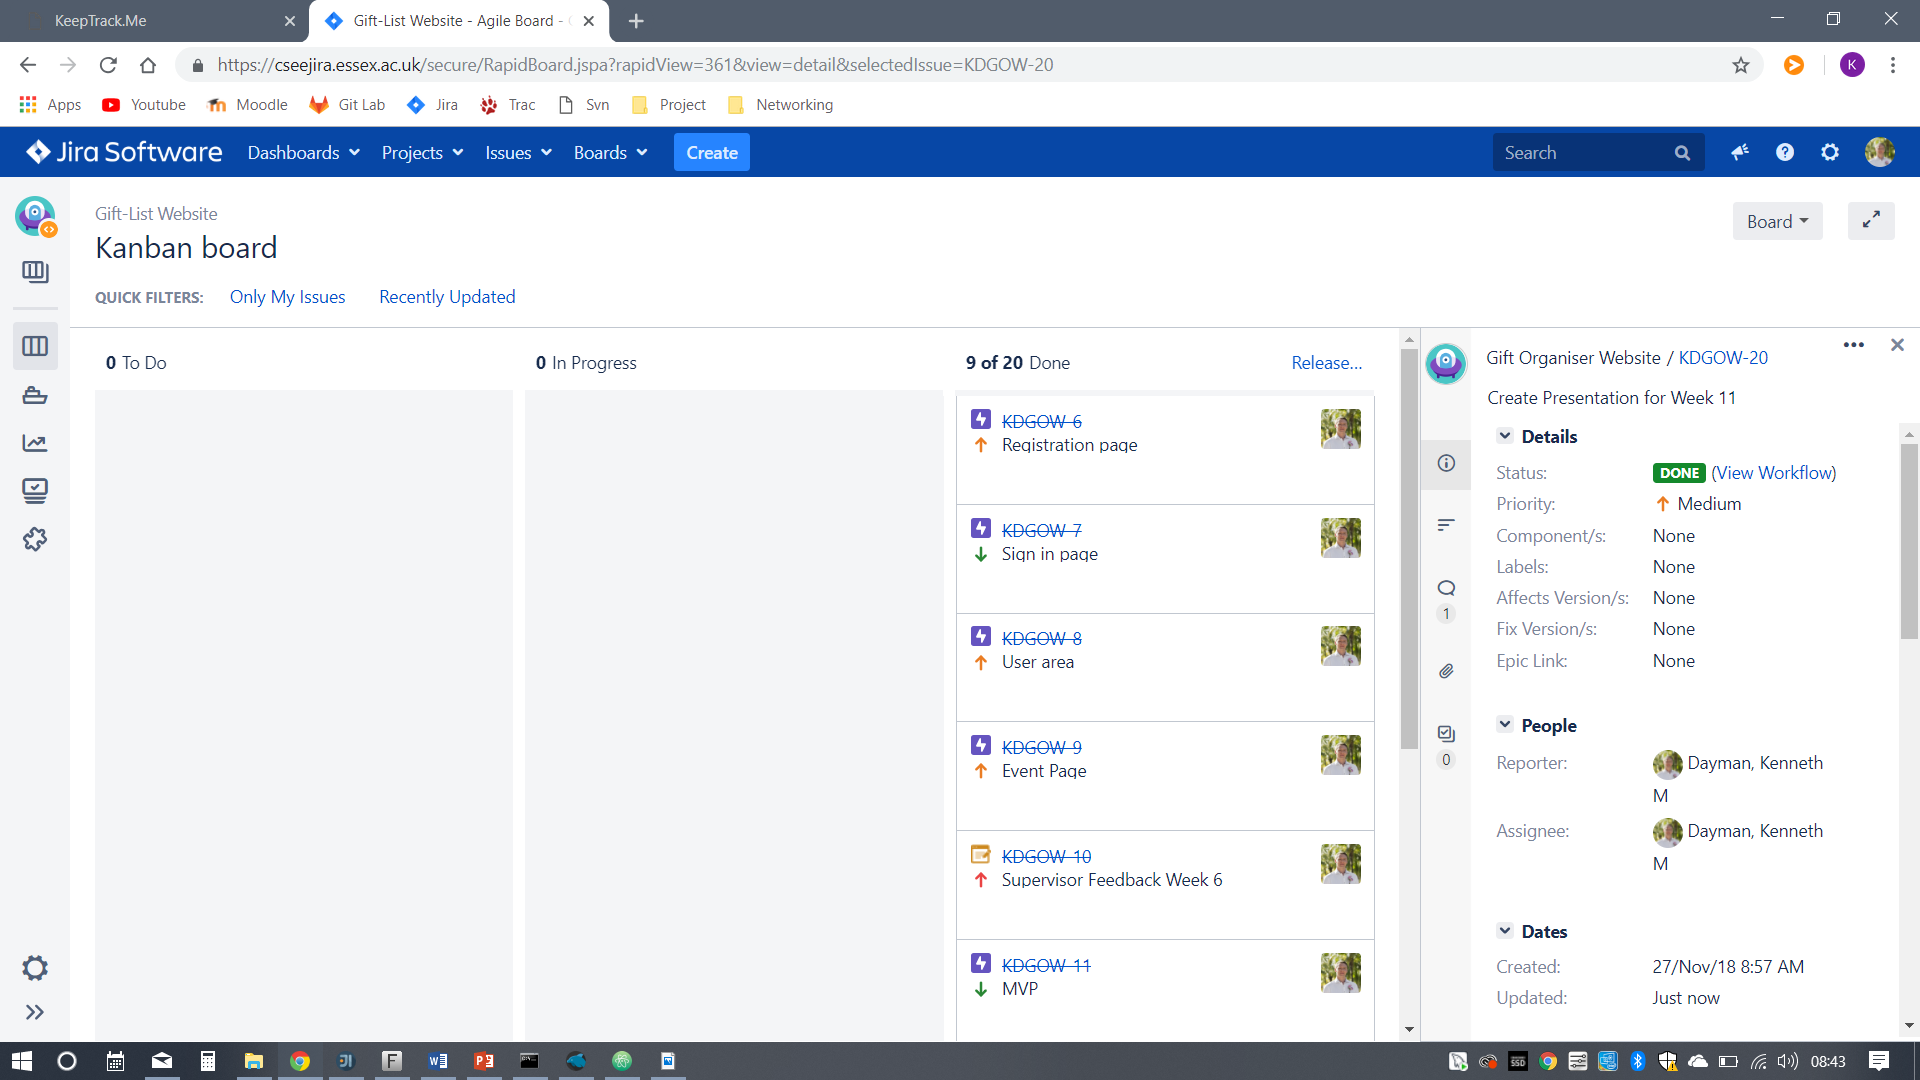 KeepTrack.Me
Gift-List Website - Agile Board -
https://cseejira.essex.ac.uk/secure/RapidBoard.jspa?rapidView=361&view=detail&selectedIssue=KDGOW-20
K
Apps Youtube Moodle Git Lab Jira Trac Svn Project Networking
Jira Software Dashboards Projects Issues Boards Create Search
Gift-List Website
Kanban board
Board
QUICK FILTERS: Only My Issues Recently Updated
0 To Do
0 In Progress
9 of 20 Done Release...
KDGOW-6
Registration page
KDGOW-7
Sign in page
KDGOW-8
User area
KDGOW-9
Event Page
KDGOW-10
Supervisor Feedback Week 6
KDGOW-11
MVP
1
0
Gift Organiser Website / KDGOW-20
Create Presentation for Week 11
Details
Status: DONE (View Workflow)
Priority: Medium
Component/s: None
Labels: None
Affects Version/s: None
Fix Version/s: None
Epic Link: None
People
Reporter: Dayman, Kenneth
M
Assignee: Dayman, Kenneth
M
Dates
Created: 27/Nov/18 8:57 AM
Updated: Just now
08:43